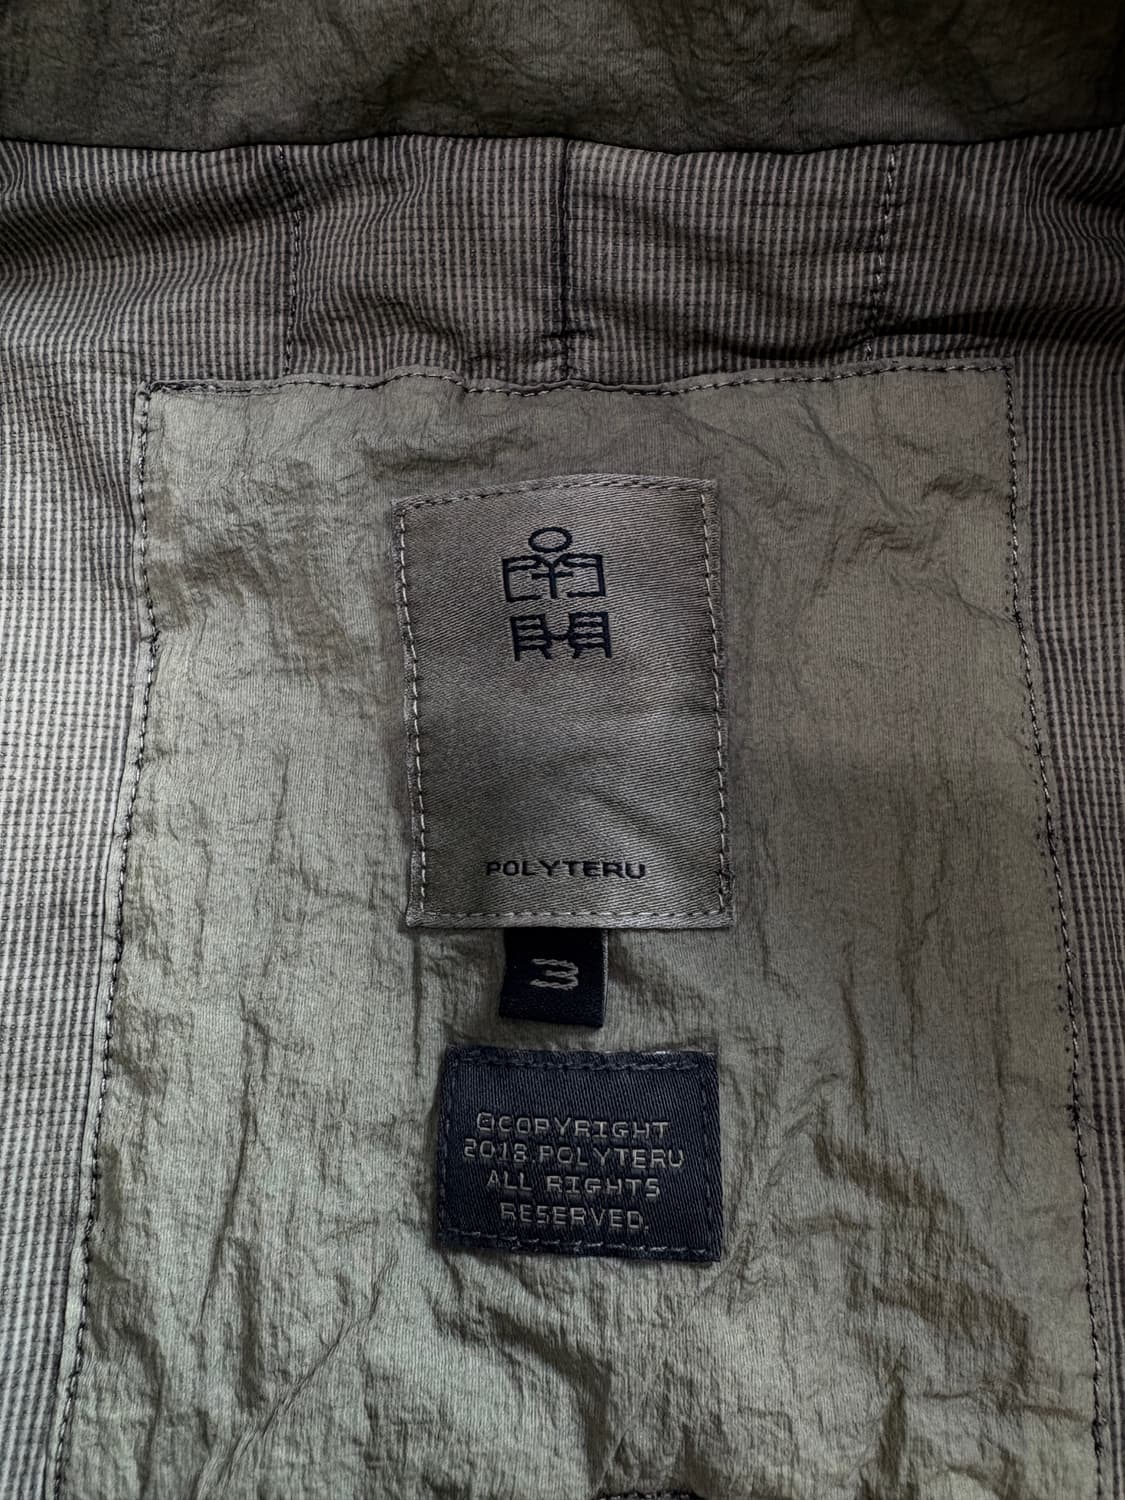 POLYTERU
3
©COPYRIGHT
2018.POLYTERU
ALL RIGHTS
RESERVED.